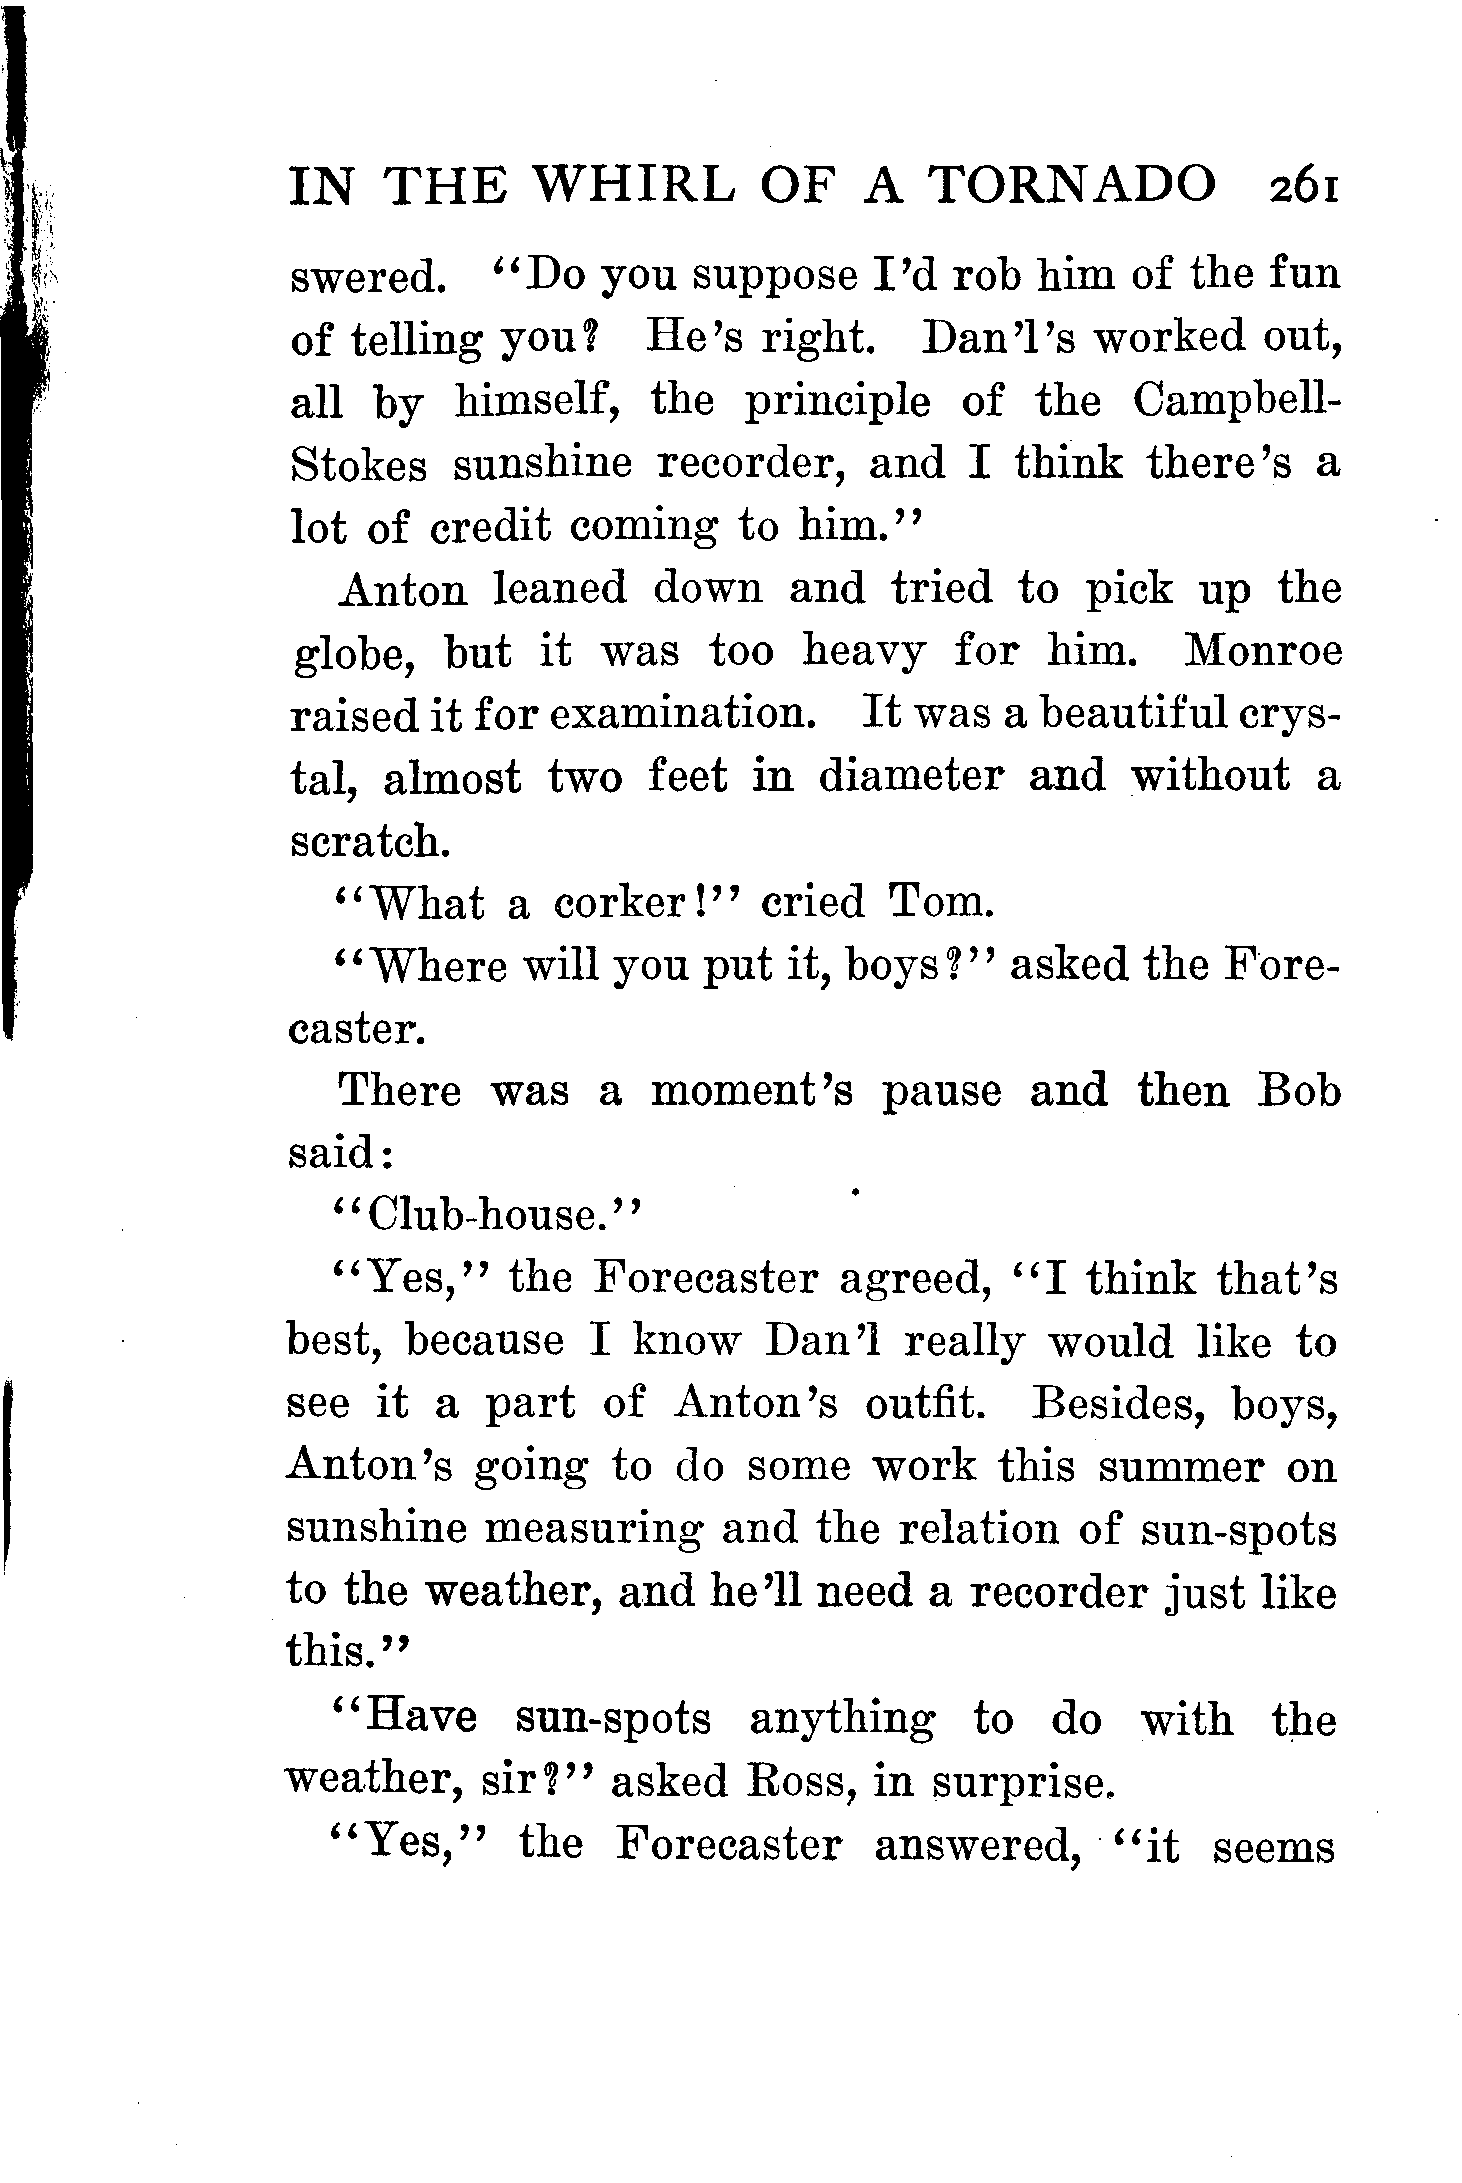 IN THE WHIRL OF A TORNADO 261
swered. "Do you suppose I'd rob him of the fun
of telling you? He's right. Dan'l's worked out,
all by himself, the principle of the Campbell-
Stokes sunshine recorder, and I think there's a
lot of credit coming to him."
Anton leaned down and tried to pick up the
globe, but it was too heavy for him. Monroe
raised it for examination. It was a beautiful crys-
tal, almost two feet in diameter and without a
scratch.
"What a corker!" cried Tom.
"Where will you put it, boys?" asked the Fore-
caster.
There was a moment's pause and then Bob
said:
"Club-house."
"Yes," the Forecaster agreed, "I think that's
best, because I know Dan'l really would like to
see it a part of Anton's outfit. Besides, boys,
Anton's going to do some work this summer on
sunshine measuring and the relation of sun-spots
to the weather, and he'll need a recorder just like
this."
"Have sun-spots anything to do with the
weather, sir?" asked Ross, in surprise.
"Yes," the Forecaster answered, "it seems